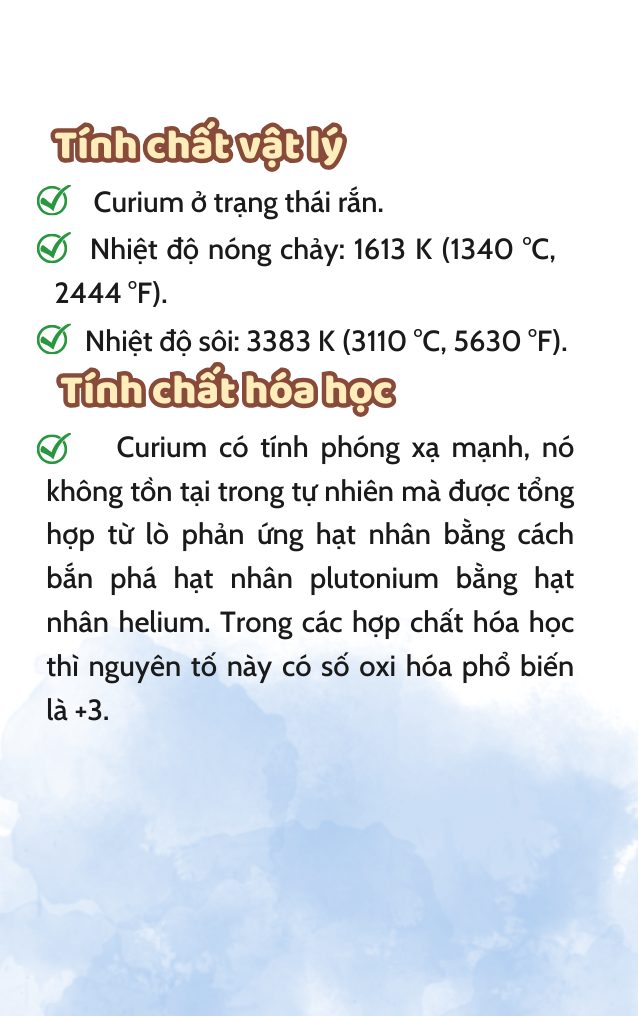 Tính chất vật lý
Curium ở trạng thái rắn.
Nhiệt độ nóng chảy: 1613 K (1340 °C,
2444 °F).
Nhiệt độ sôi: 3383 K (3110 °C, 5630 °F).
Tính chất hóa học
Curium có tính phóng xạ mạnh, nó
không tồn tại trong tự nhiên mà được tổng
hợp từ lò phản ứng hạt nhân bằng cách
bắn phá hạt nhân plutonium bằng hạt
nhân helium. Trong các hợp chất hóa học
thì nguyên tố này có số oxi hóa phổ biến
là +3.